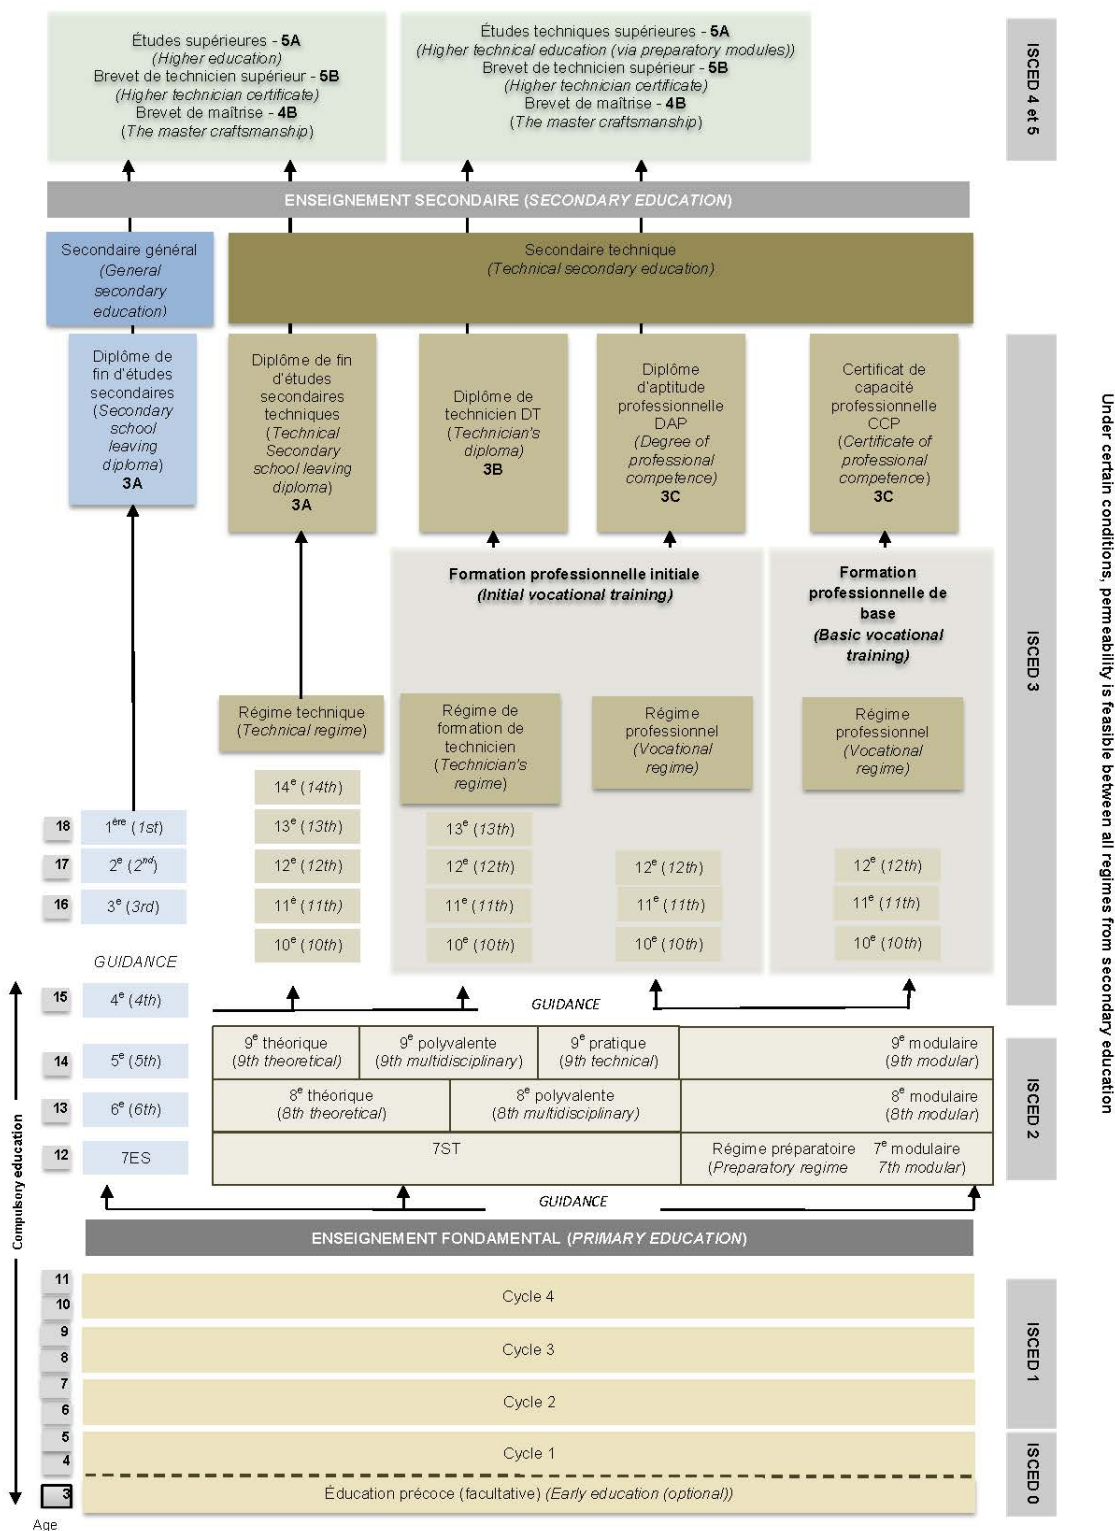 Études supérieures - 5A
(Higher education)
Brevet de technicien supérieur - 5B
(Higher technician certificate)
Brevet de maîtrise - 4B
(The master craftsmanship)
Études techniques supérieures - 5A
(Higher technical education (via preparatory modules))
Brevet de technicien supérieur - 5B
(Higher technician certificate)
Brevet de maîtrise - 4B
(The master craftsmanship)
ISCED 4 et 5
ENSEIGNEMENT SECONDAIRE (SECONDARY EDUCATION)
Secondaire général
(General
secondary
education)
Secondaire technique
(Technical secondary education)
Diplôme de
fin d'études
secondaires
(Secondary
school
leaving
diploma)
3A
Diplôme de fin
d'études
secondaires
techniques
(Technical
Secondary
school leaving
diploma)
3A
Diplôme de
technicien DT
(Technician's
diploma)
3B
Diplôme
d'aptitude
professionnelle
DAP
(Degree of
professional
competence)
3C
Certificat de
capacité
professionnelle
CCP
(Certificate of
professional
competence)
3C
ISCED 3
Under certain conditions, permeability is feasible between all regimes from secondary education
Formation professionnelle initiale
(Initial vocational training)
Formation
professionnelle de
base
(Basic vocational
training)
Régime technique
(Technical regime)
Régime de
formation de
technicien
(Technician's
regime)
Régime
professionnel
(Vocational
regime)
Régime
professionnel
(Vocational
regime)
14e (14th)
18 1ère (1st) 13e (13th) 13e (13th)
17 2e (2nd) 12e (12th) 12e (12th) 12e (12th) 12e (12th)
16 3e (3rd) 11è (11th) 11e (11th) 11e (11th) 11e (11th)
10e (10th) 10e (10th) 10e (10th) 10e (10th)
GUIDANCE
15 4e (4th)
GUIDANCE
14 5e (5th)
9e théorique
(9th theoretical)
9e polyvalente
(9th multidisciplinary)
9e pratique
(9th technical)
9e modulaire
(9th modular)
13 6e (6th)
8e théorique
(8th theoretical)
8e polyvalente
(8th multidisciplinary)
8e modulaire
(8th modular)
12 7ES
7ST
Régime préparatoire 7e modulaire
(Preparatory regime 7th modular)
ISCED 2
GUIDANCE
Compulsory education
ENSEIGNEMENT FONDAMENTAL (PRIMARY EDUCATION)
11
10
Cycle 4
9
8
Cycle 3
7
6
Cycle 2
ISCED 1
5
4
Cycle 1
3
Éducation précoce (facultative) (Early education (optional))
ISCED 0
Age